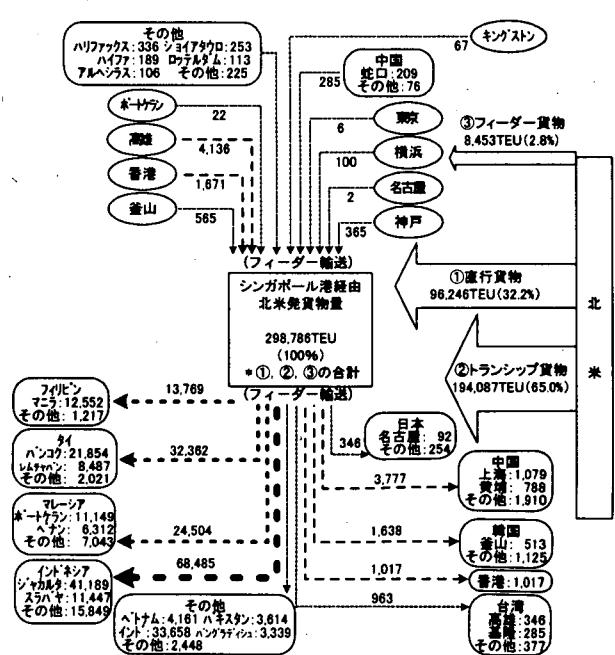 その他
ハリファックス:336 ジョイアタウロ:253
ハイファ:189 ロッテルダム:113
アルヘシラス:106 その他:225
キングストン
67
中国
蛇口:209
その他:76
285
ポートケラン
22
東京
6
③フィーダー貨物
8,453TEU(2.8%)
高雄
4,136
横浜
100
香港
1,671
名古屋
2
釜山
565
神戸
365
(フィーダー輸送)
シンガポール港経由
北米発貨物量
298,786TEU
(100%)
*①, ②, ③の合計
(フィーダー輸送)
①直行貨物
96,246TEU(32.2%)
②トランシップ貨物
194,087TEU(65.0%)
北
米
フィリピン
マニラ:12,552
その他:1,217
13,769
タイ
バンコク:21,854
レムチャバン: 8,487
その他:2,021
32,362
マレーシア
ポートケラン:11,149
ペナン: 6,312
その他:7,043
24,504
インドネシア
ジャカルタ:41,189
スラバヤ:11,447
その他:15,849
68,485
その他
ベトナム:4,161 パキスタン:3,614
インド:33,658 バングラディシュ:3,339
その他:2,448
346
日本
名古屋: 92
その他:254
3,777
中国
上海:1,079
黄埔: 788
その他:1,910
1,638
韓国
釜山: 513
その他:1,125
1,017
香港:1,017
963
台湾
高雄:346
基隆:285
その他:377